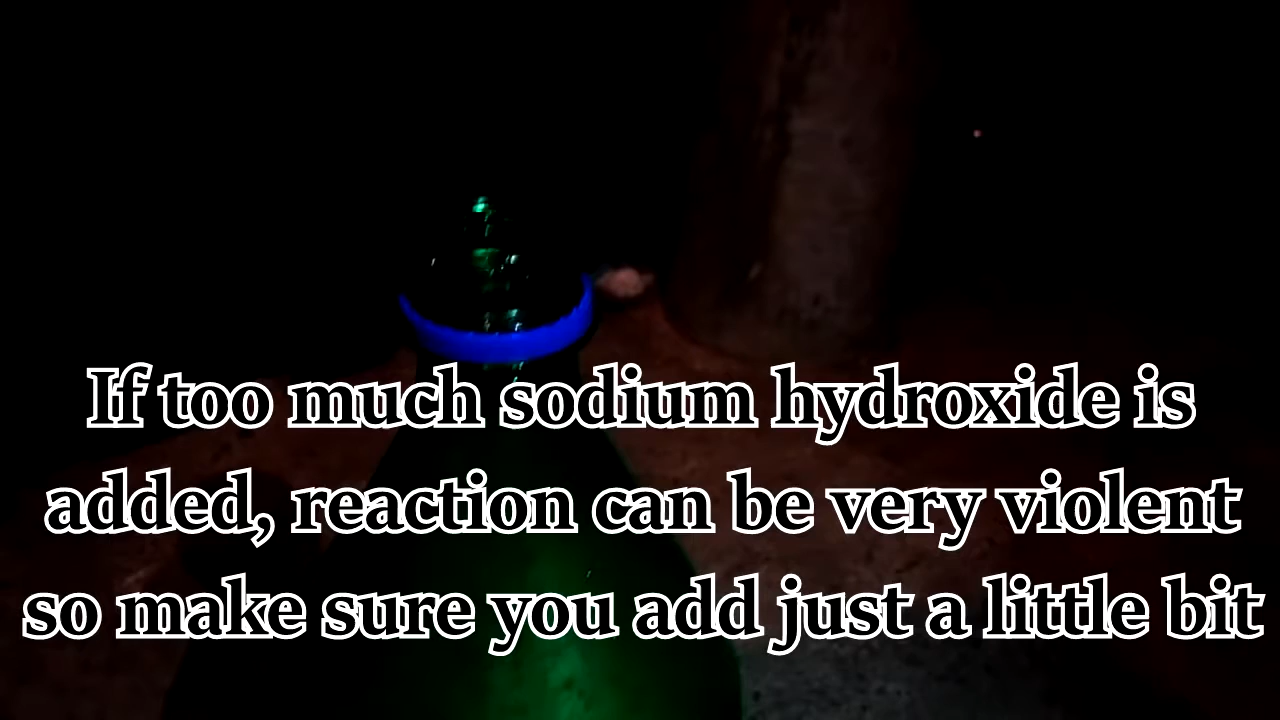 If too much sodium hydroxide is
added, reaction can be very violent
so make sure you add just a little bit